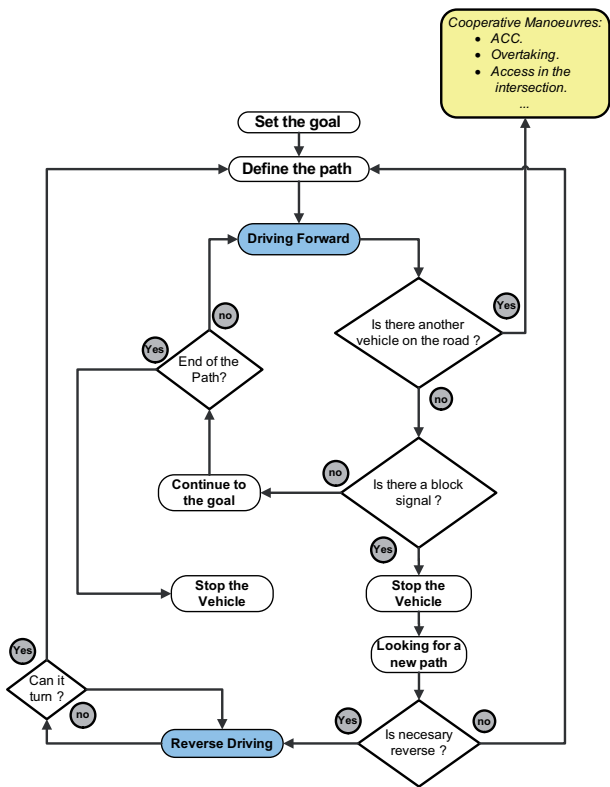 Cooperative Manoeuvres:
• ACC.
• Overtaking.
• Access in the
intersection.
...
Set the goal
Define the path
Driving Forward
Yes
no
Is there another
vehicle on the road ?
Yes
End of the
Path?
no
no
Is there a block
signal ?
Continue to
the goal
Yes
Stop the
Vehicle
Stop the
Vehicle
Looking for a
new path
Yes
Can it
turn ?
no
Reverse Driving
Yes
Is necesary
reverse ?
no